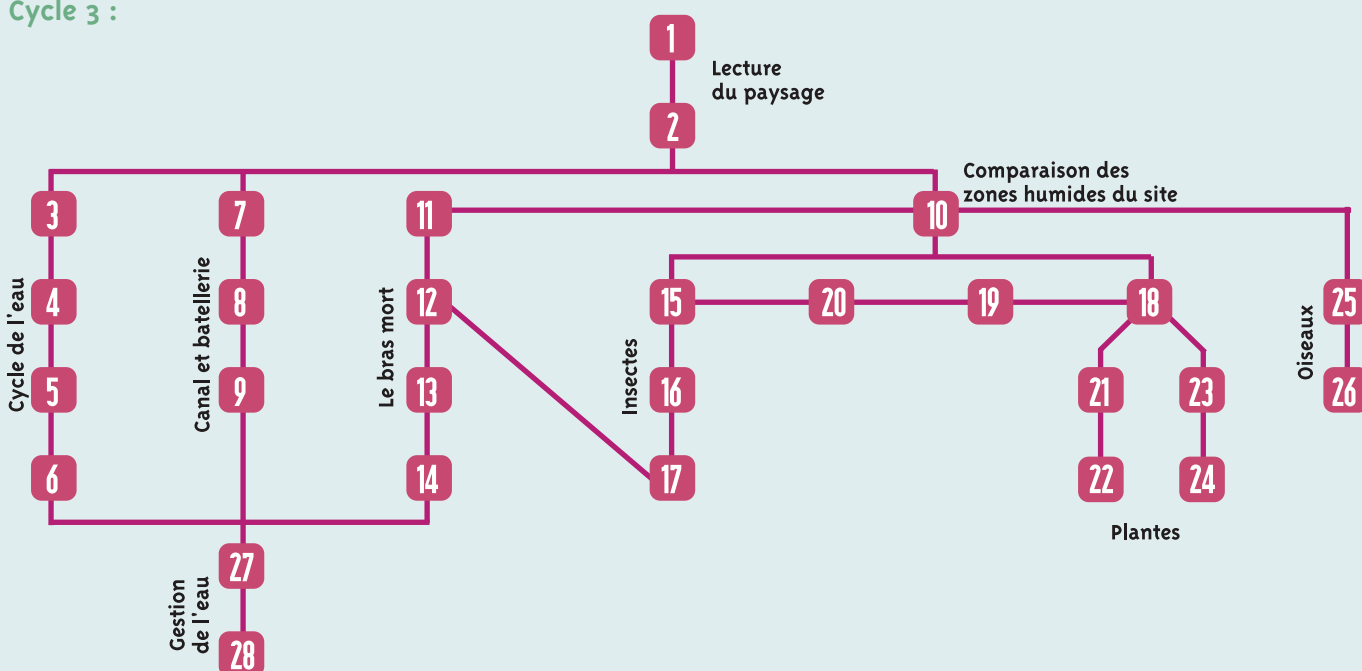 Cycle 3 :
1
Lecture
du paysage
2
Comparaison des
zones humides du site
3
7
11
10
Cycle de l'eau
4
Canal et batellerie
8
Le bras mort
12
Insectes
15
20
19
18
Oiseaux
25
5
9
13
16
21
23
26
6
14
17
22
24
Plantes
27
Gestion
de l'eau
28